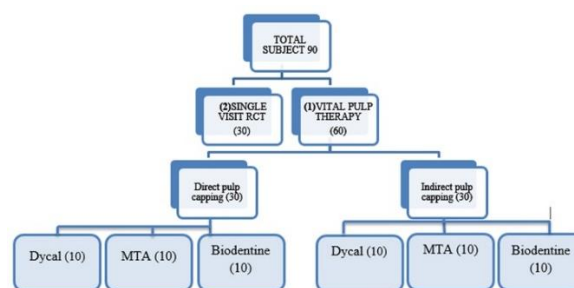 TOTAL
SUBJECT 90
(2)SINGLE
VISIT RCT
(30)
(1)VITAL PULP
THERAPY
(60)
Direct pulp
capping (30)
Indirect pulp
capping (30)
Dycal (10)
MTA (10)
Biodentine
(10)
Dycal (10)
MTA (10)
Biodentine
(10)